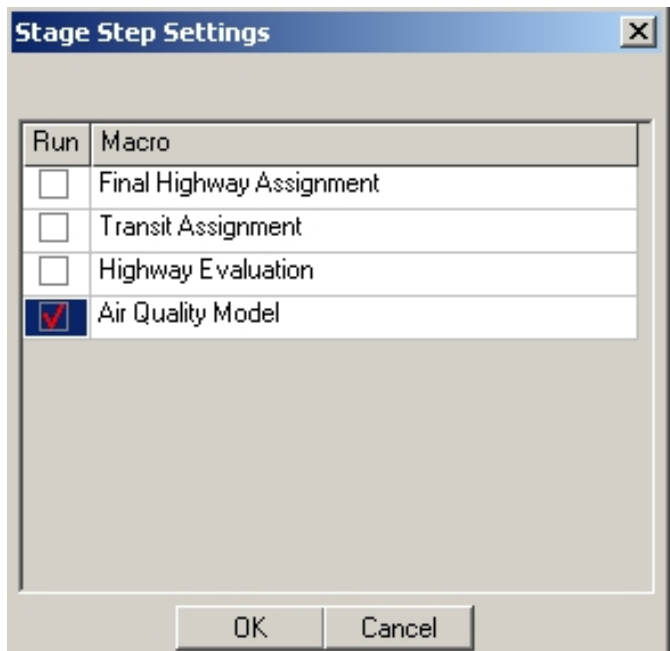 Stage Step Settings
Run Macro
Final Highway Assignment
Transit Assignment
Highway Evaluation
Air Quality Model
OK Cancel